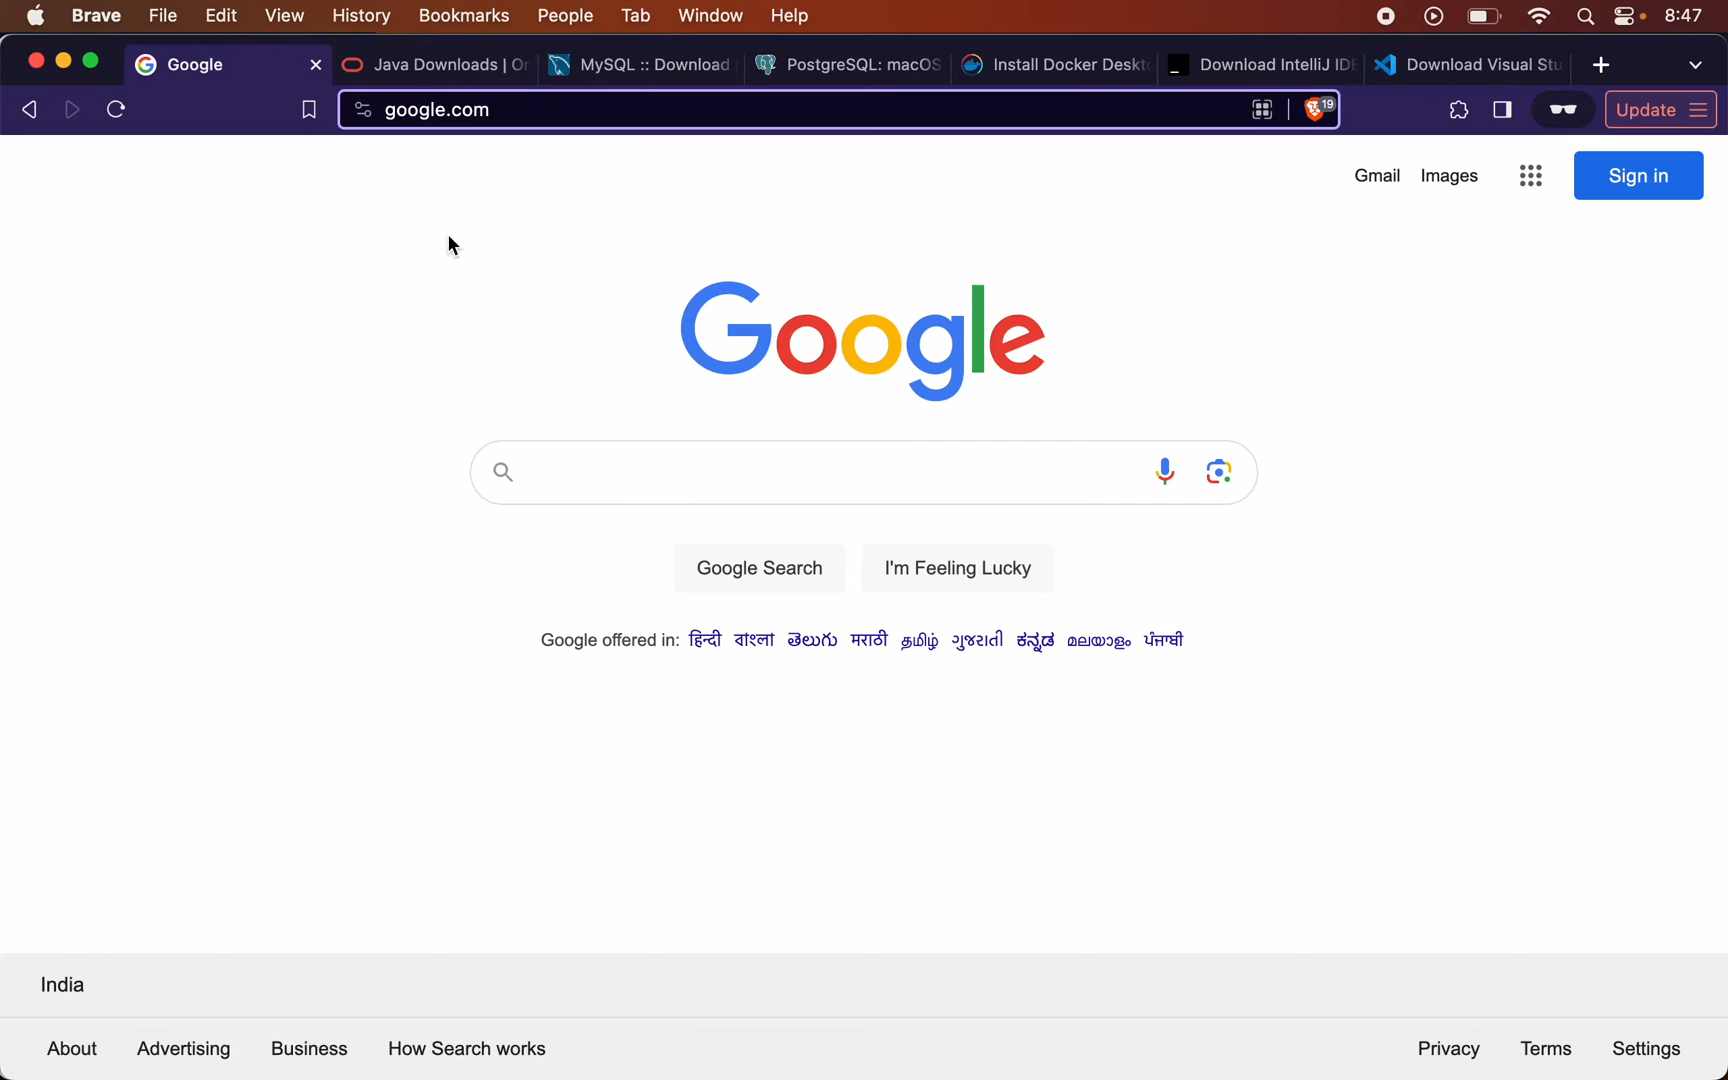 Brave File Edit View History Bookmarks People Tab Window Help 8:47
Google Java Downloads | Or MySQL :: Download PostgreSQL: macOS Install Docker Deskt Download IntelliJ IDE Download Visual Stu
google.com 19 Update
Gmail Images Sign in
Google
Google Search I'm Feeling Lucky
Google offered in: हिन्दी বাংলা తెలుగు मराठी தமிழ் ગુજરાતી ಕನ್ನಡ മലയാളം ਪੰਜਾਬੀ
India
About Advertising Business How Search works Privacy Terms Settings